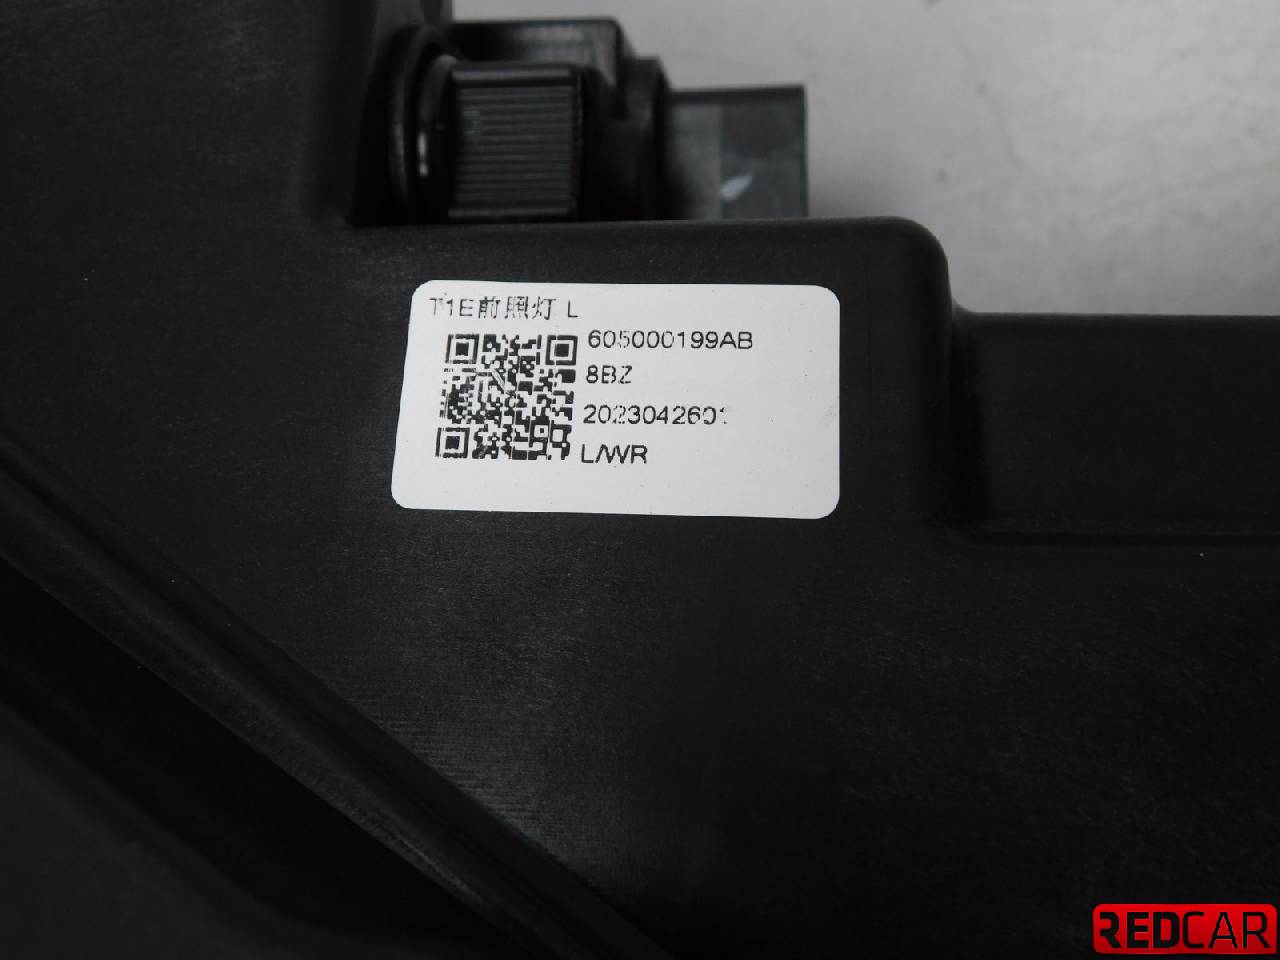 T1E前照灯 L
605000199AB
8BZ
2023042601
L/WR
REDCAR